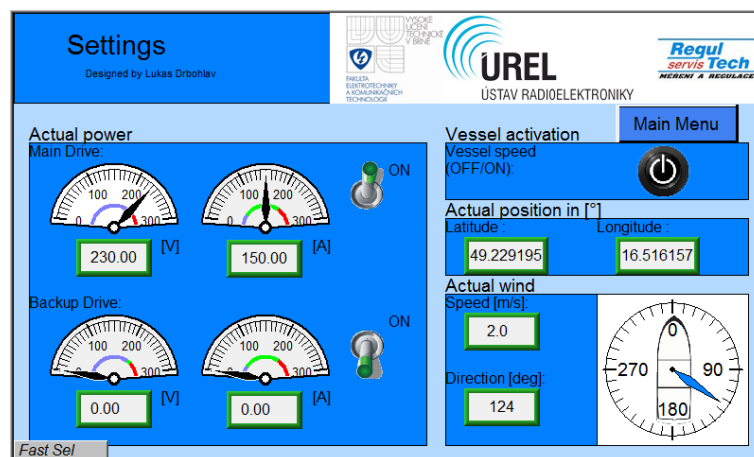 Settings
Designed by Lukas Drbohlav
VYSOKÉ
UČENÍ
TECHNICKÉ
V BRNĚ
FAKULTA
ELEKTROTECHNIKY
A KOMUNIKAČNÍCH
TECHNOLOGIÍ
ÚREL
ÚSTAV RADIOELEKTRONIKY
Regul
servis Tech
MĚŘENÍ A REGULACE
Main Menu
Actual power
Main Drive:
0 100 200 300
230.00 [V]
0 100 200 300
150.00 [A]
ON
Backup Drive:
0 100 200 300
0.00 [V]
0 100 200 300
0.00 [A]
ON
Vessel activation
Vessel speed
(OFF/ON):
Actual position in [°]
Latitude : Longitude :
49.229195 16.516157
Actual wind
Speed [m/s]:
2.0
Direction [deg]:
124
0
270 90
180
Fast Sel